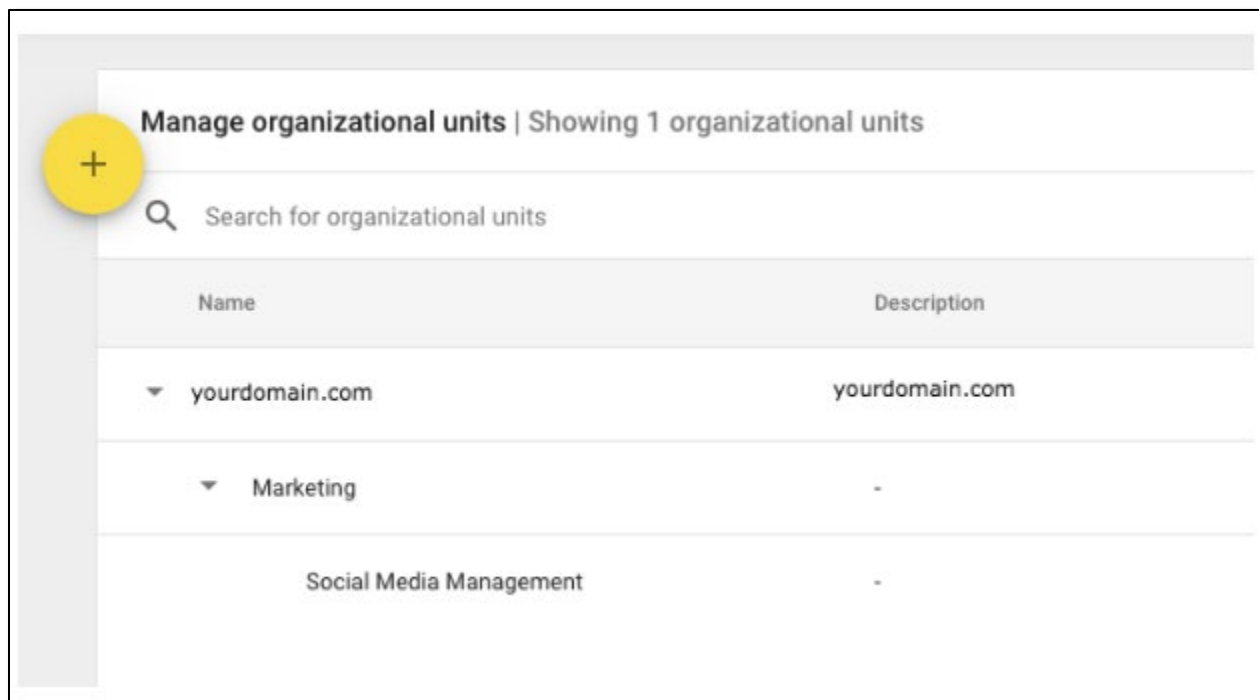 Manage organizational units | Showing 1 organizational units
+
Search for organizational units
Name Description
yourdomain.com yourdomain.com
Marketing -
Social Media Management -